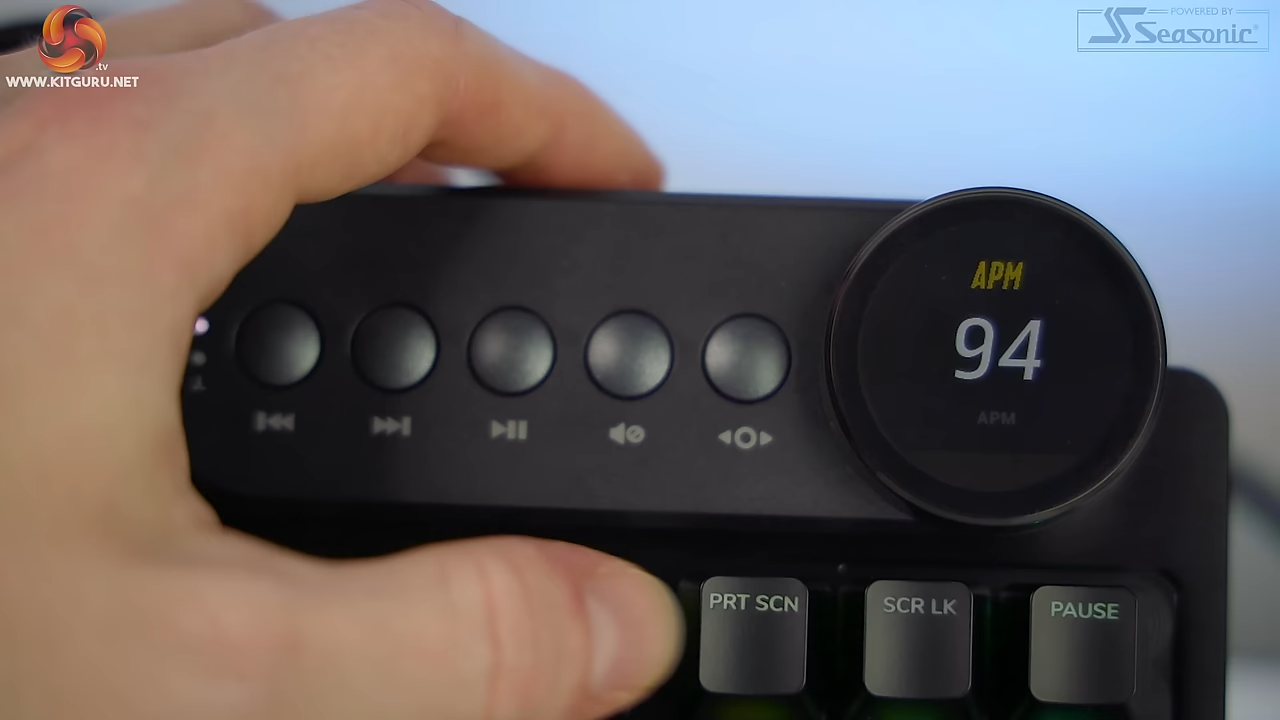 .tv
WWW.KITGURU.NET
POWERED BY
Seasonic
APM
94
APM
PRT SCN
SCR LK
PAUSE